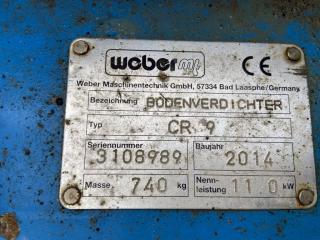 weber mt CE
Weber Maschinentechnik GmbH, 57334 Bad Laasphe/Germany
Bezeichnung BODENVERDICHTER
Typ CR 9
Seriennummer Baujahr
3108989 2014
Masse 740 kg Nenn-leistung 11 0 kW